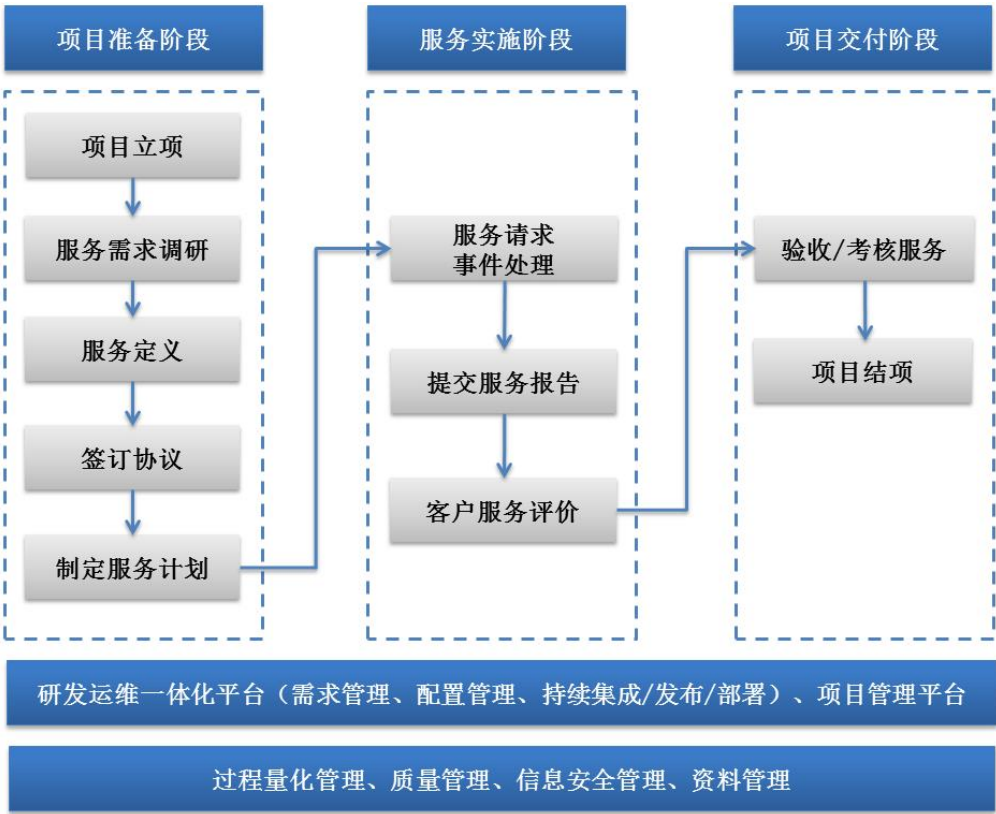 项目准备阶段
项目立项
服务需求调研
服务定义
签订协议
制定服务计划
服务实施阶段
服务请求
事件处理
提交服务报告
客户服务评价
项目交付阶段
验收/考核服务
项目结项
研发运维一体化平台（需求管理、配置管理、持续集成/发布/部署）、项目管理平台
过程量化管理、质量管理、信息安全管理、资料管理